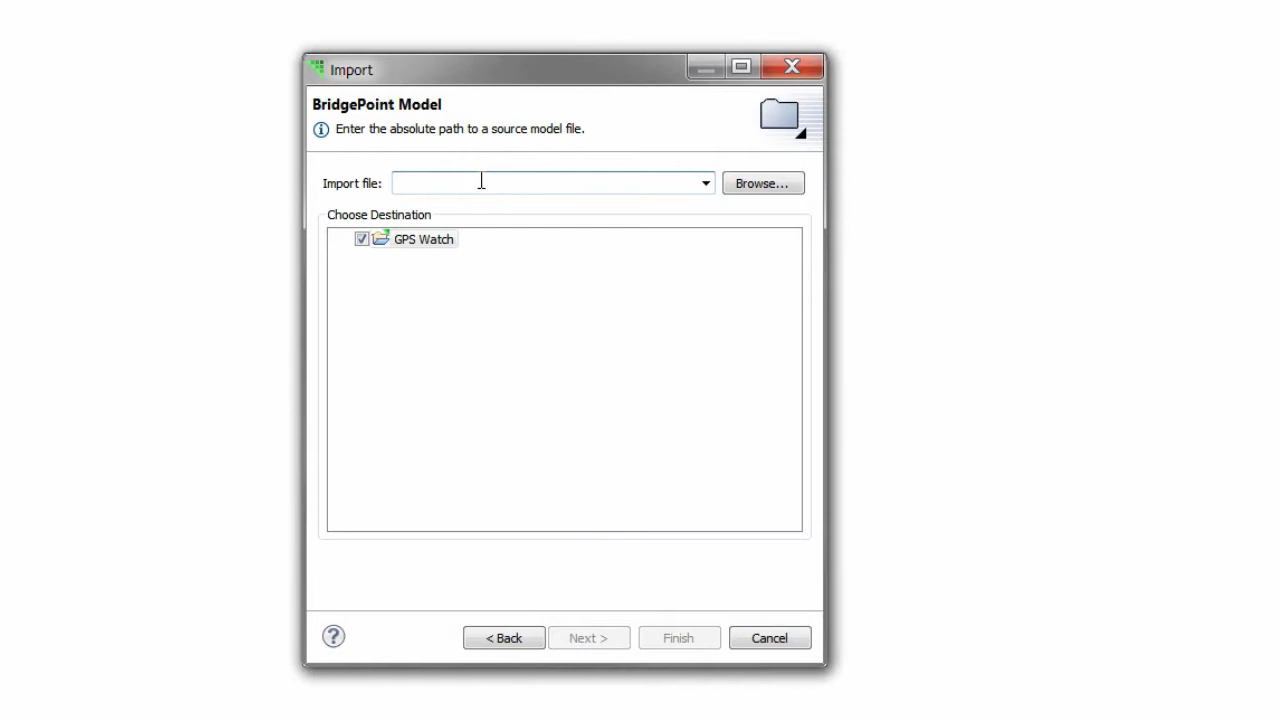 Import
BridgePoint Model
Enter the absolute path to a source model file.
Import file:
Browse...
Choose Destination
GPS Watch
< Back
Next >
Finish
Cancel